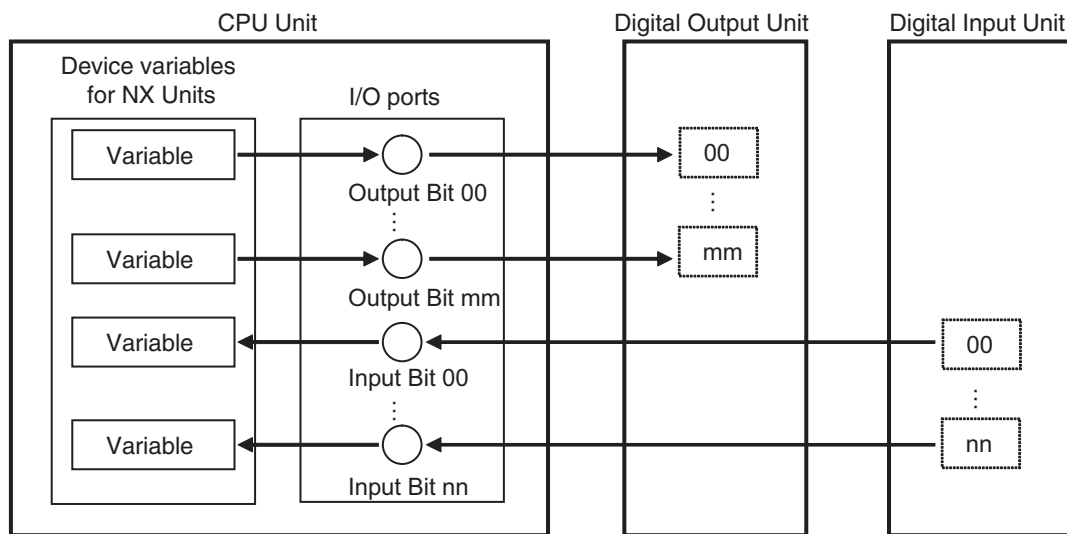 CPU Unit
Digital Output Unit
Digital Input Unit
Device variables
for NX Units
I/O ports
Variable
00
Output Bit 00
Variable
mm
Output Bit mm
Variable
00
Input Bit 00
Variable
nn
Input Bit nn